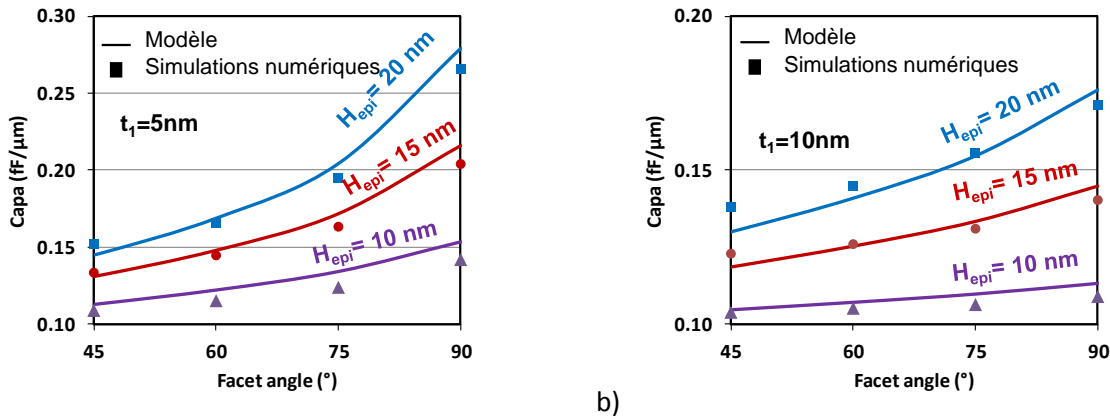 0.30
0.25
0.20
0.15
0.10
Capa (fF/µm)
Modèle
Simulations numériques
t1=5nm
Hepi= 20 nm
Hepi= 15 nm
Hepi= 10 nm
45 60 75 90
Facet angle (°)
0.20
0.15
0.10
Capa (fF/µm)
Modèle
Simulations numériques
t1=10nm
Hepi= 20 nm
Hepi= 15 nm
Hepi= 10 nm
45 60 75 90
Facet angle (°)
b)